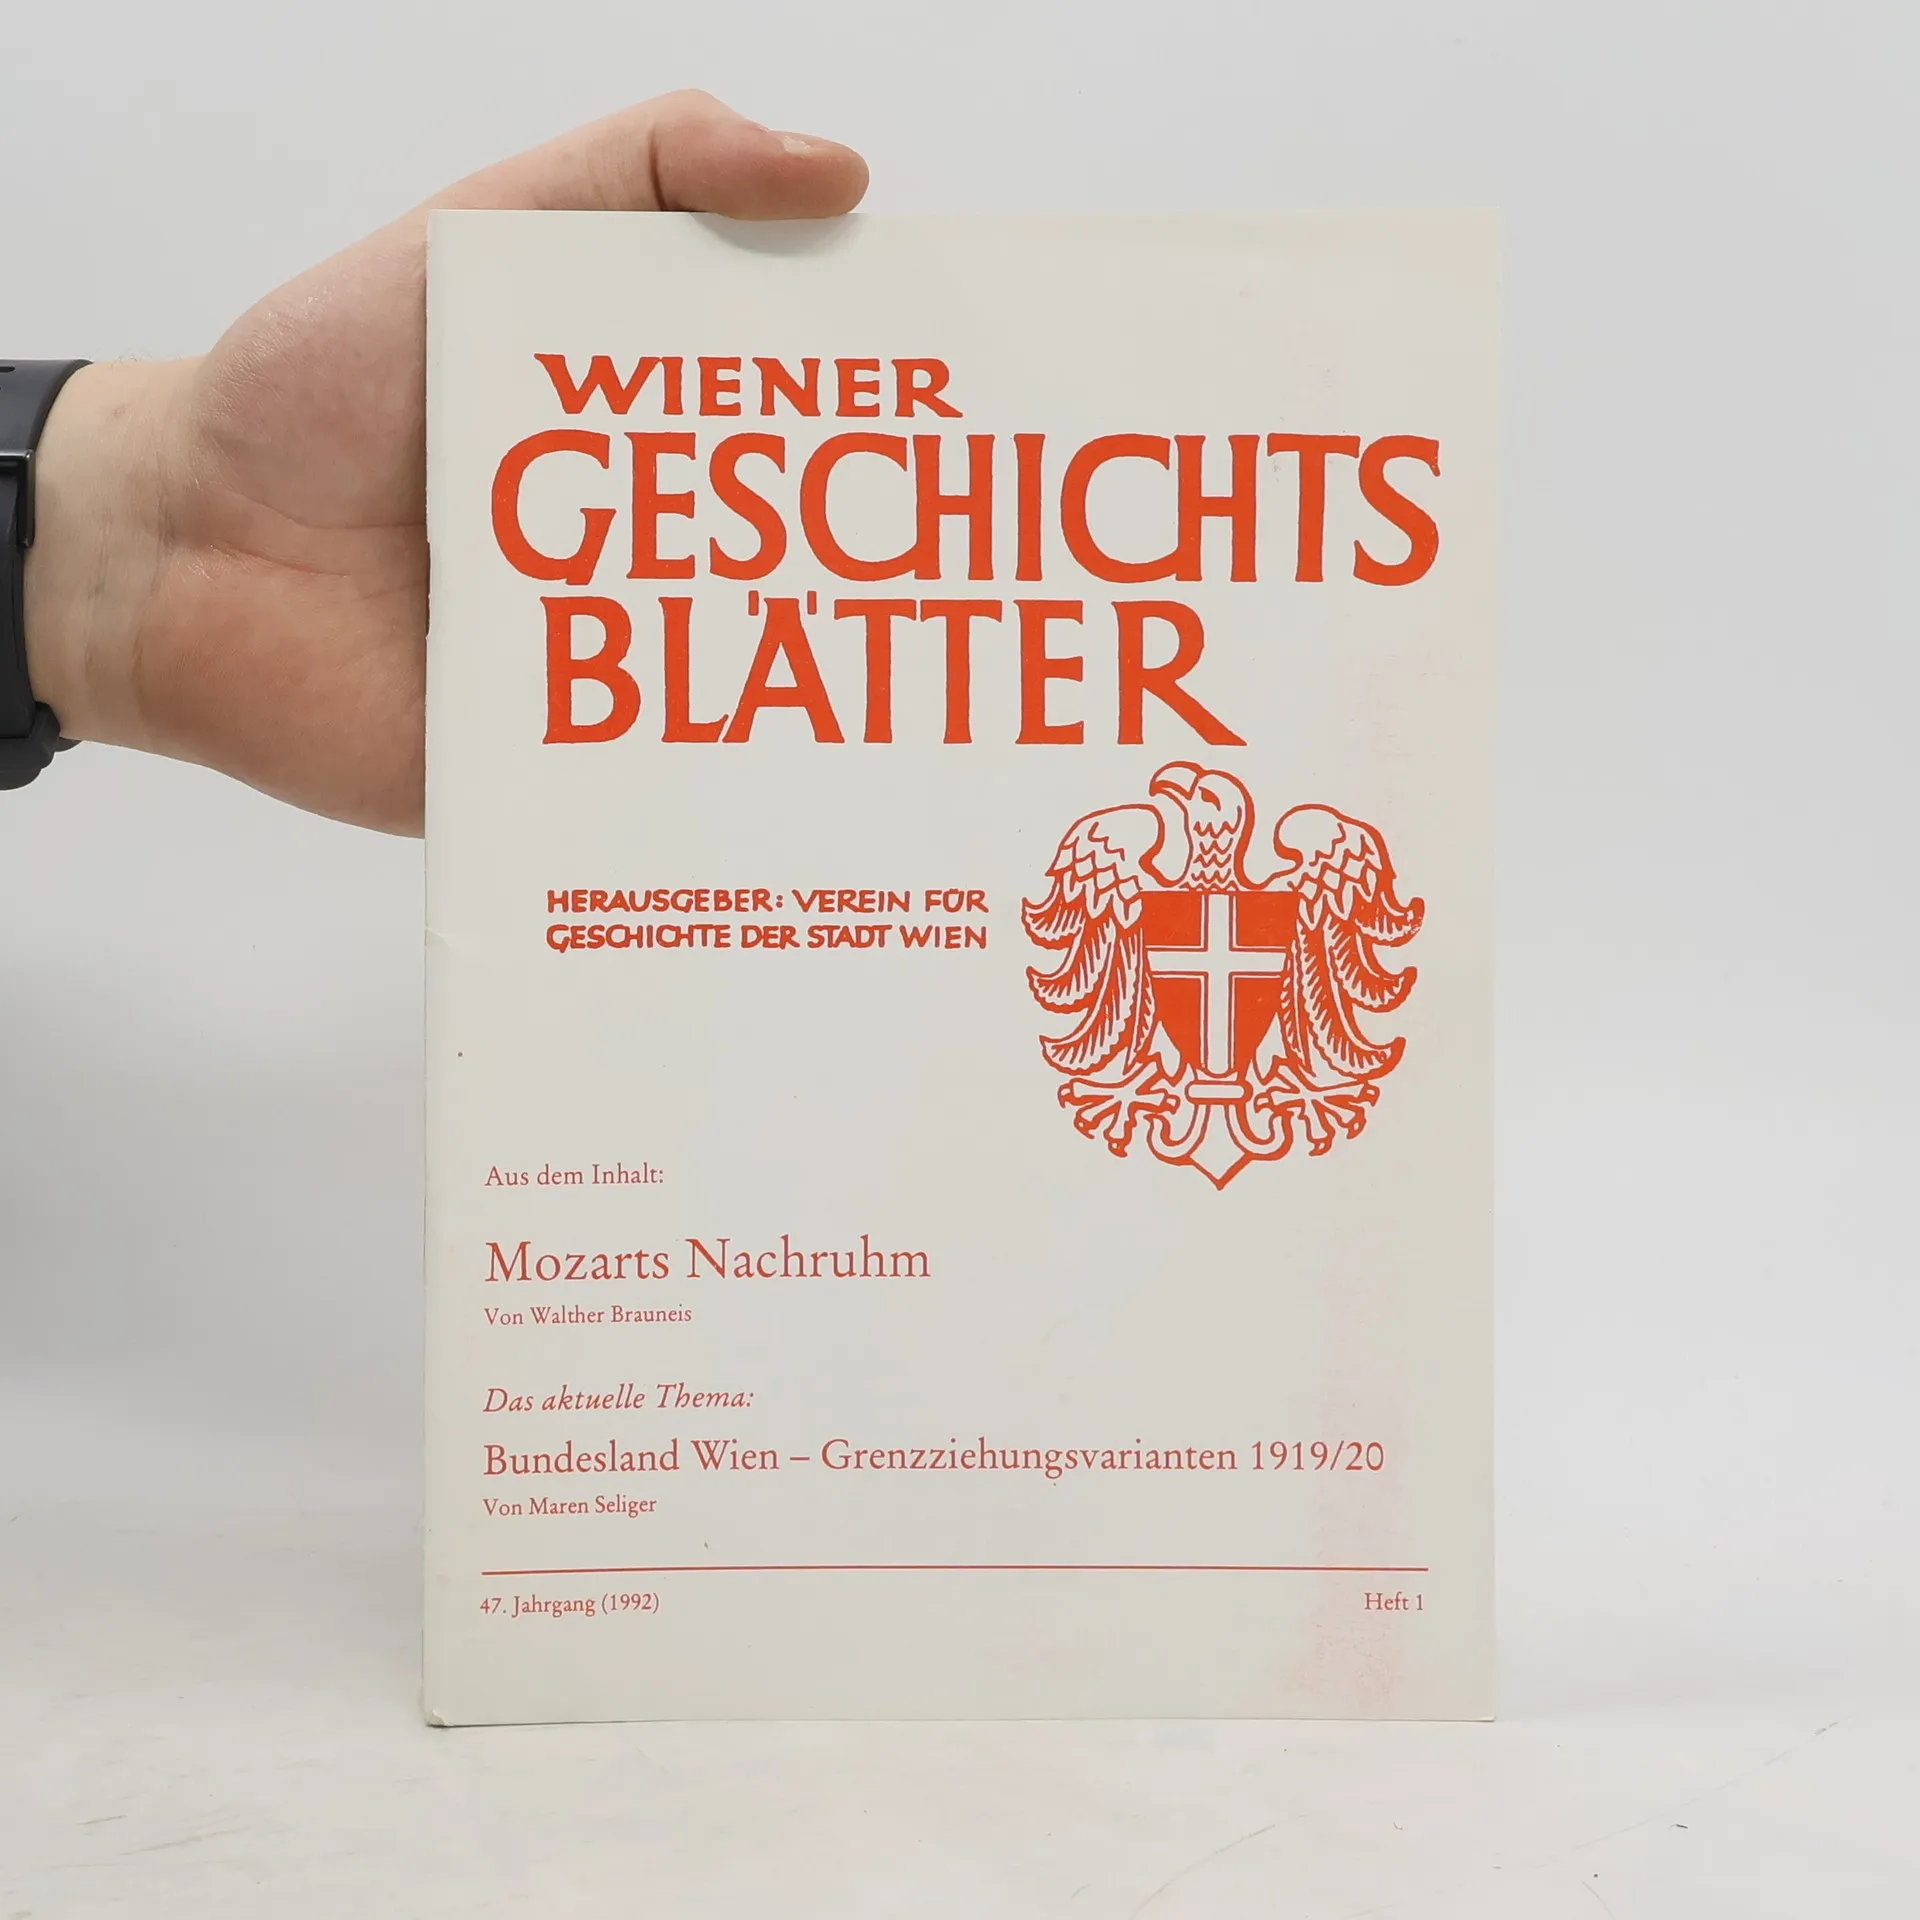 WIENER
GESCHICHTS
BLÄTTER
HERAUSGEBER: VEREIN FÜR
GESCHICHTE DER STADT WIEN
Aus dem Inhalt:
Mozarts Nachruhm
Von Walther Brauneis
Das aktuelle Thema:
Bundesland Wien – Grenzziehungsvarianten 1919/20
Von Maren Seliger
47. Jahrgang (1992)
Heft 1